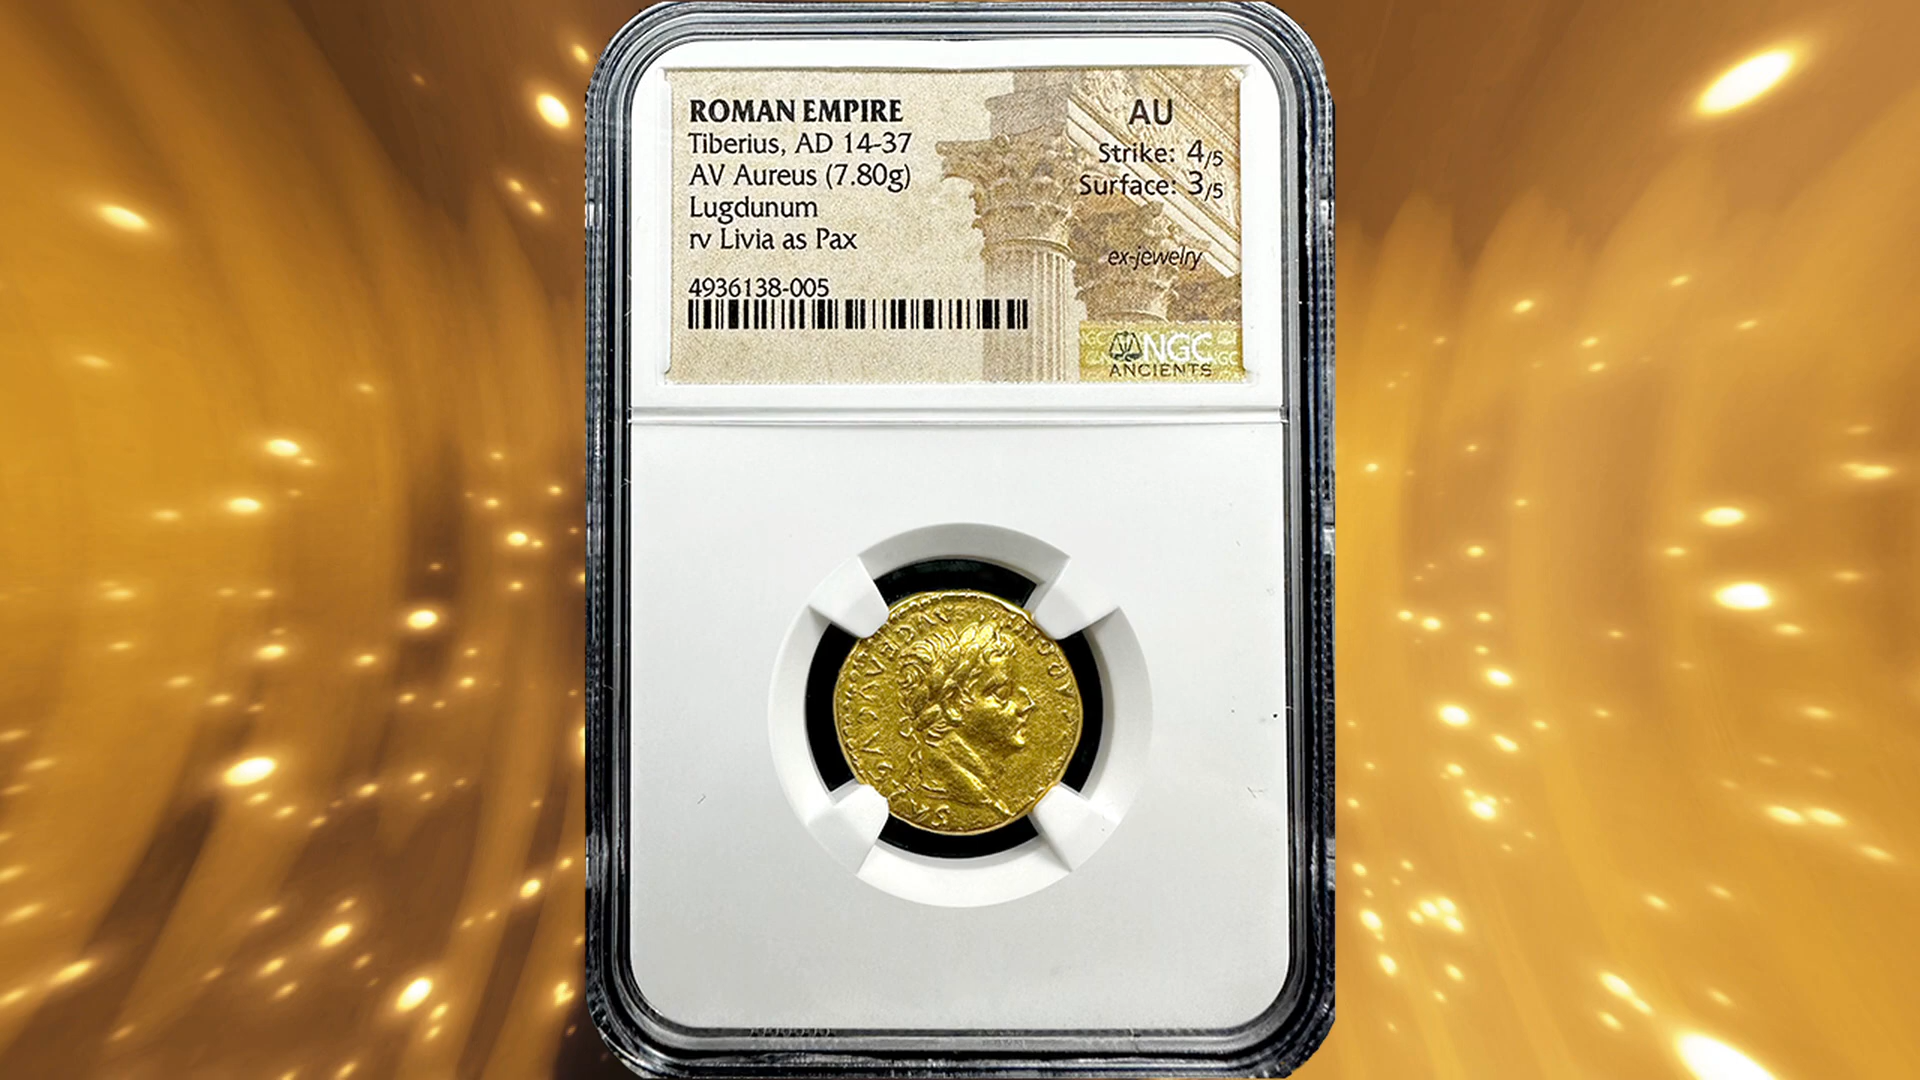 ROMAN EMPIRE
Tiberius, AD 14-37
AV Aureus (7.80g)
Lugdunum
rv Livia as Pax
4936138-005
AU
Strike: 4/5
Surface: 3/5
ex-jewelry
NGC
ANCIENTS